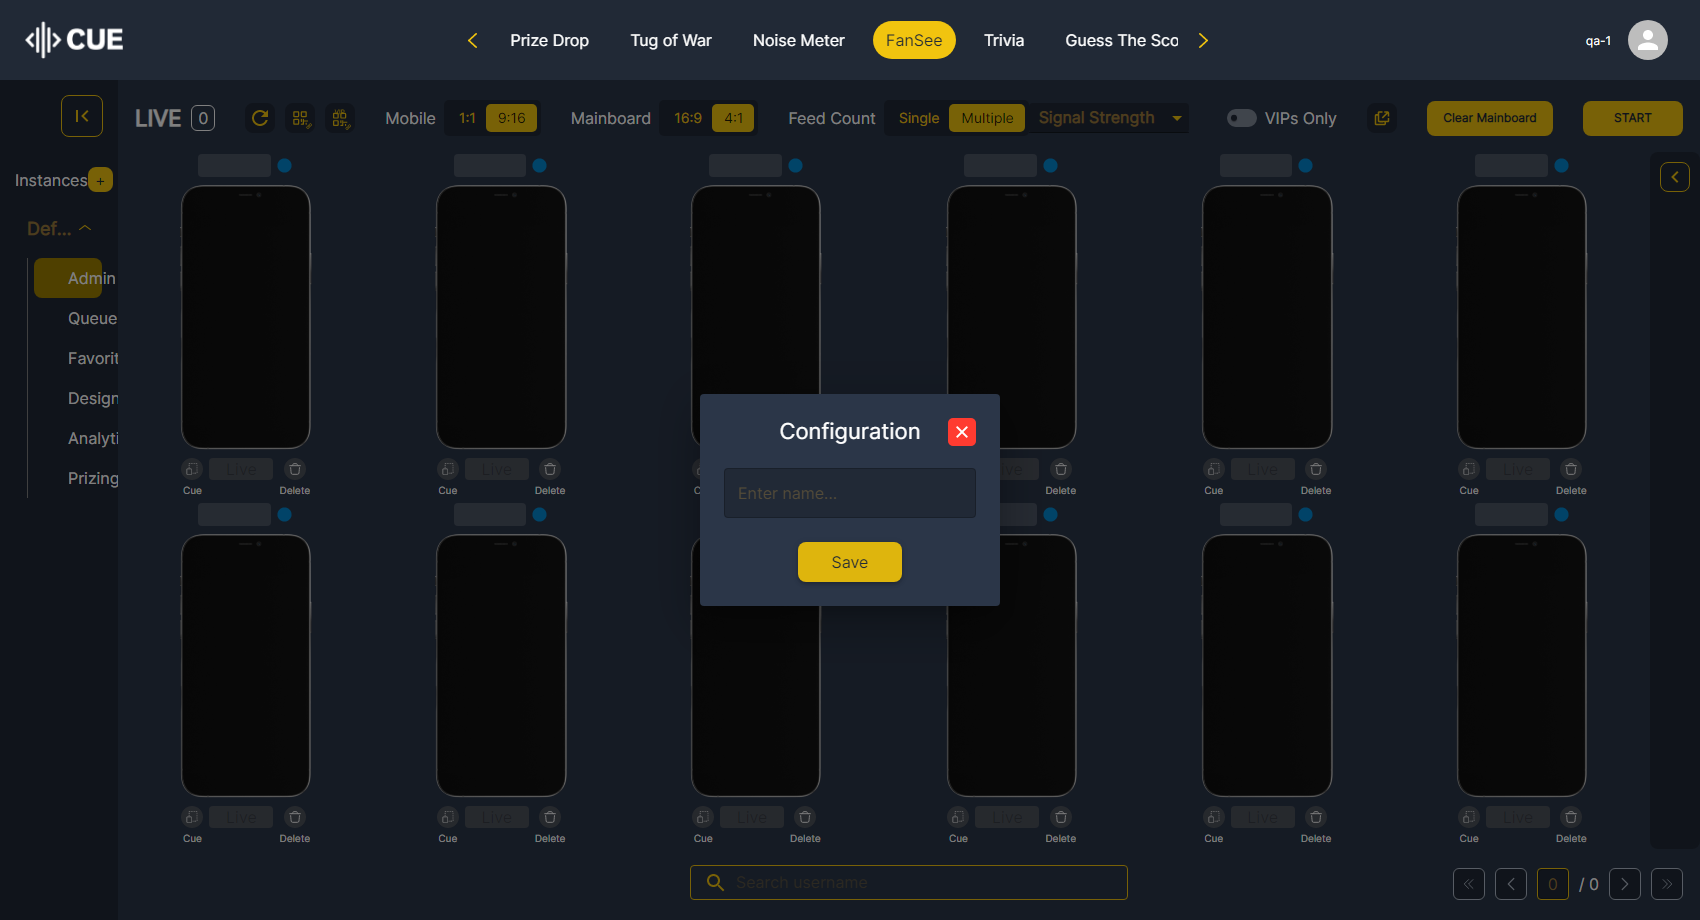 CUE
Prize Drop Tug of War Noise Meter FanSee Trivia Guess The Sco
qa-1
LIVE 0 Mobile 1:1 9:16 Mainboard 16:9 4:1 Feed Count Single Multiple Signal Strength VIPs Only Clear Mainboard START
Instances +
Def...
Admin
Queue
Favorit
Design
Analyti
Prizing
Configuration
Enter name...
Save
Live Live ive Live Live
Cue Delete Cue Delete C Delete Cue Delete Cue Delete
Live Live Live Live Live Live
Cue Delete Cue Delete Cue Delete Cue Delete Cue Delete Cue Delete
Search username
0 / 0